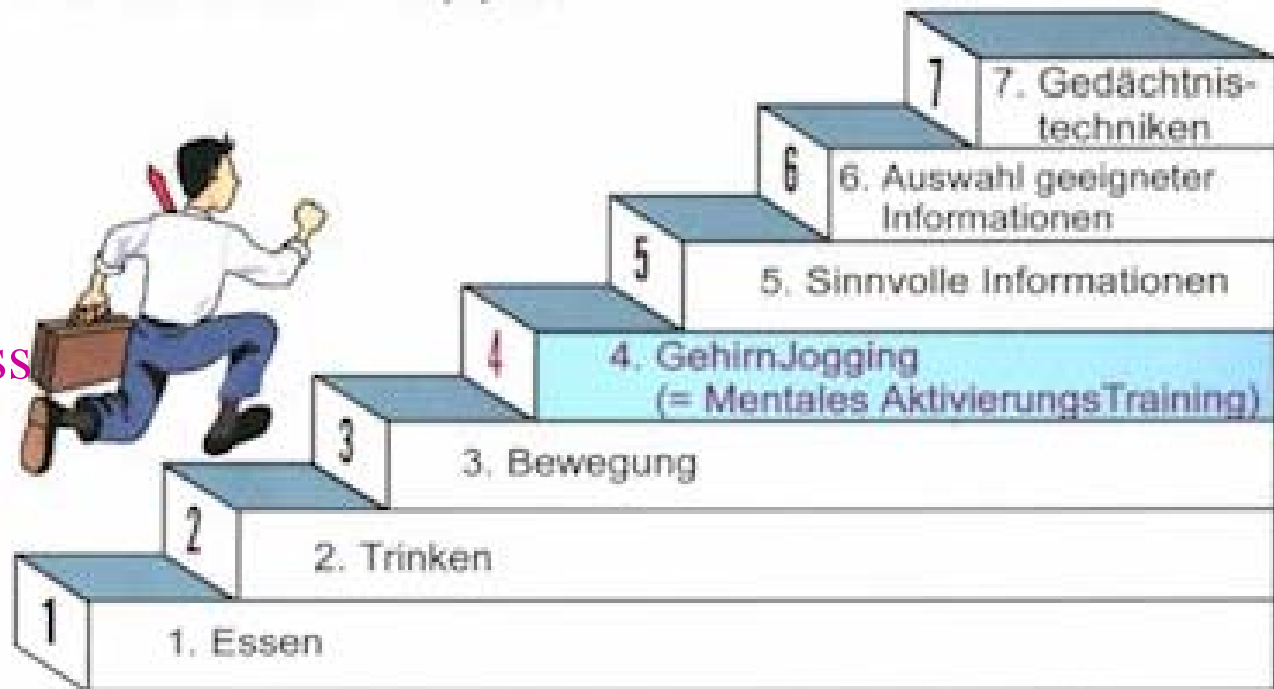 7
7. Gedächtnis-
techniken
6
6. Auswahl geeigneter
Informationen
5
5. Sinnvolle Informationen
4
4. GehirnJogging
(= Mentales AktivierungsTraining)
ss
3
3. Bewegung
2
2. Trinken
1
1. Essen